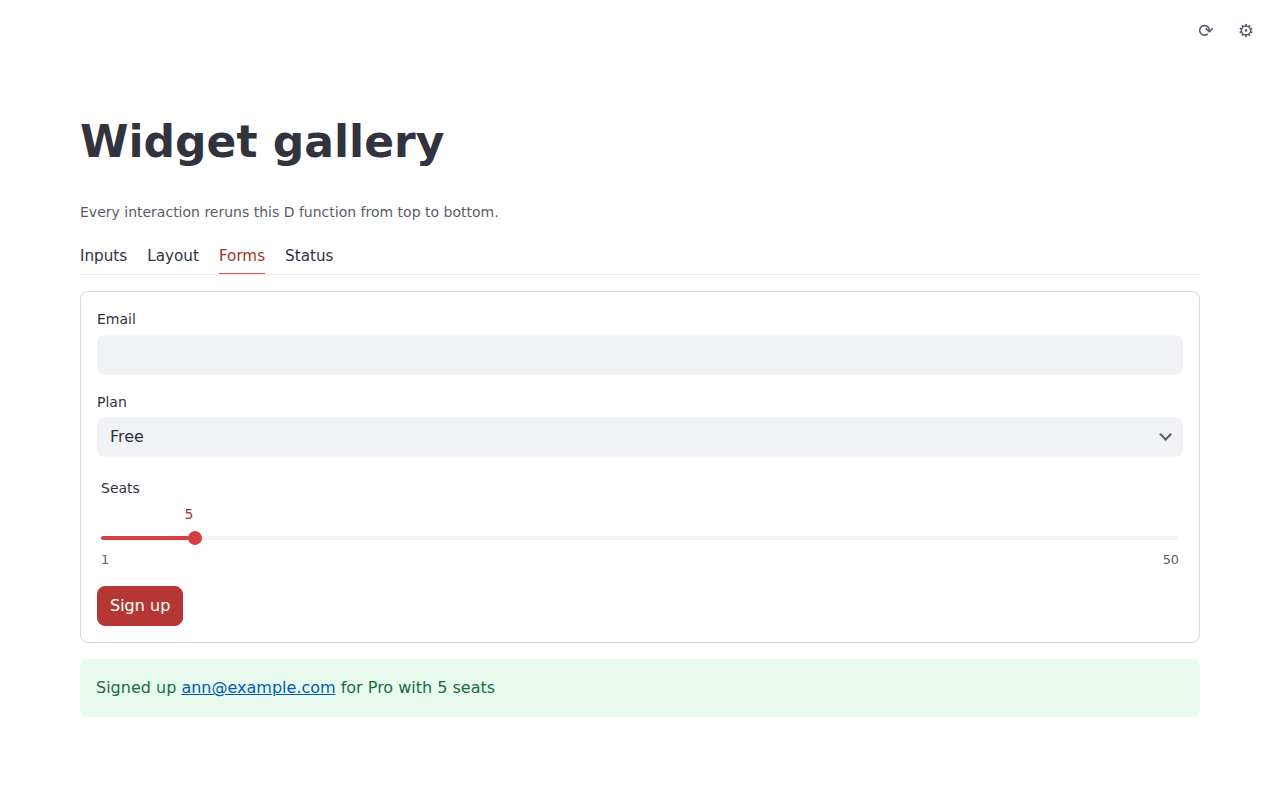 Widget gallery
Every interaction reruns this D function from top to bottom.
Inputs Layout Forms Status
Email
Plan
Free
Seats
5
1 50
Sign up
Signed up ann@example.com for Pro with 5 seats